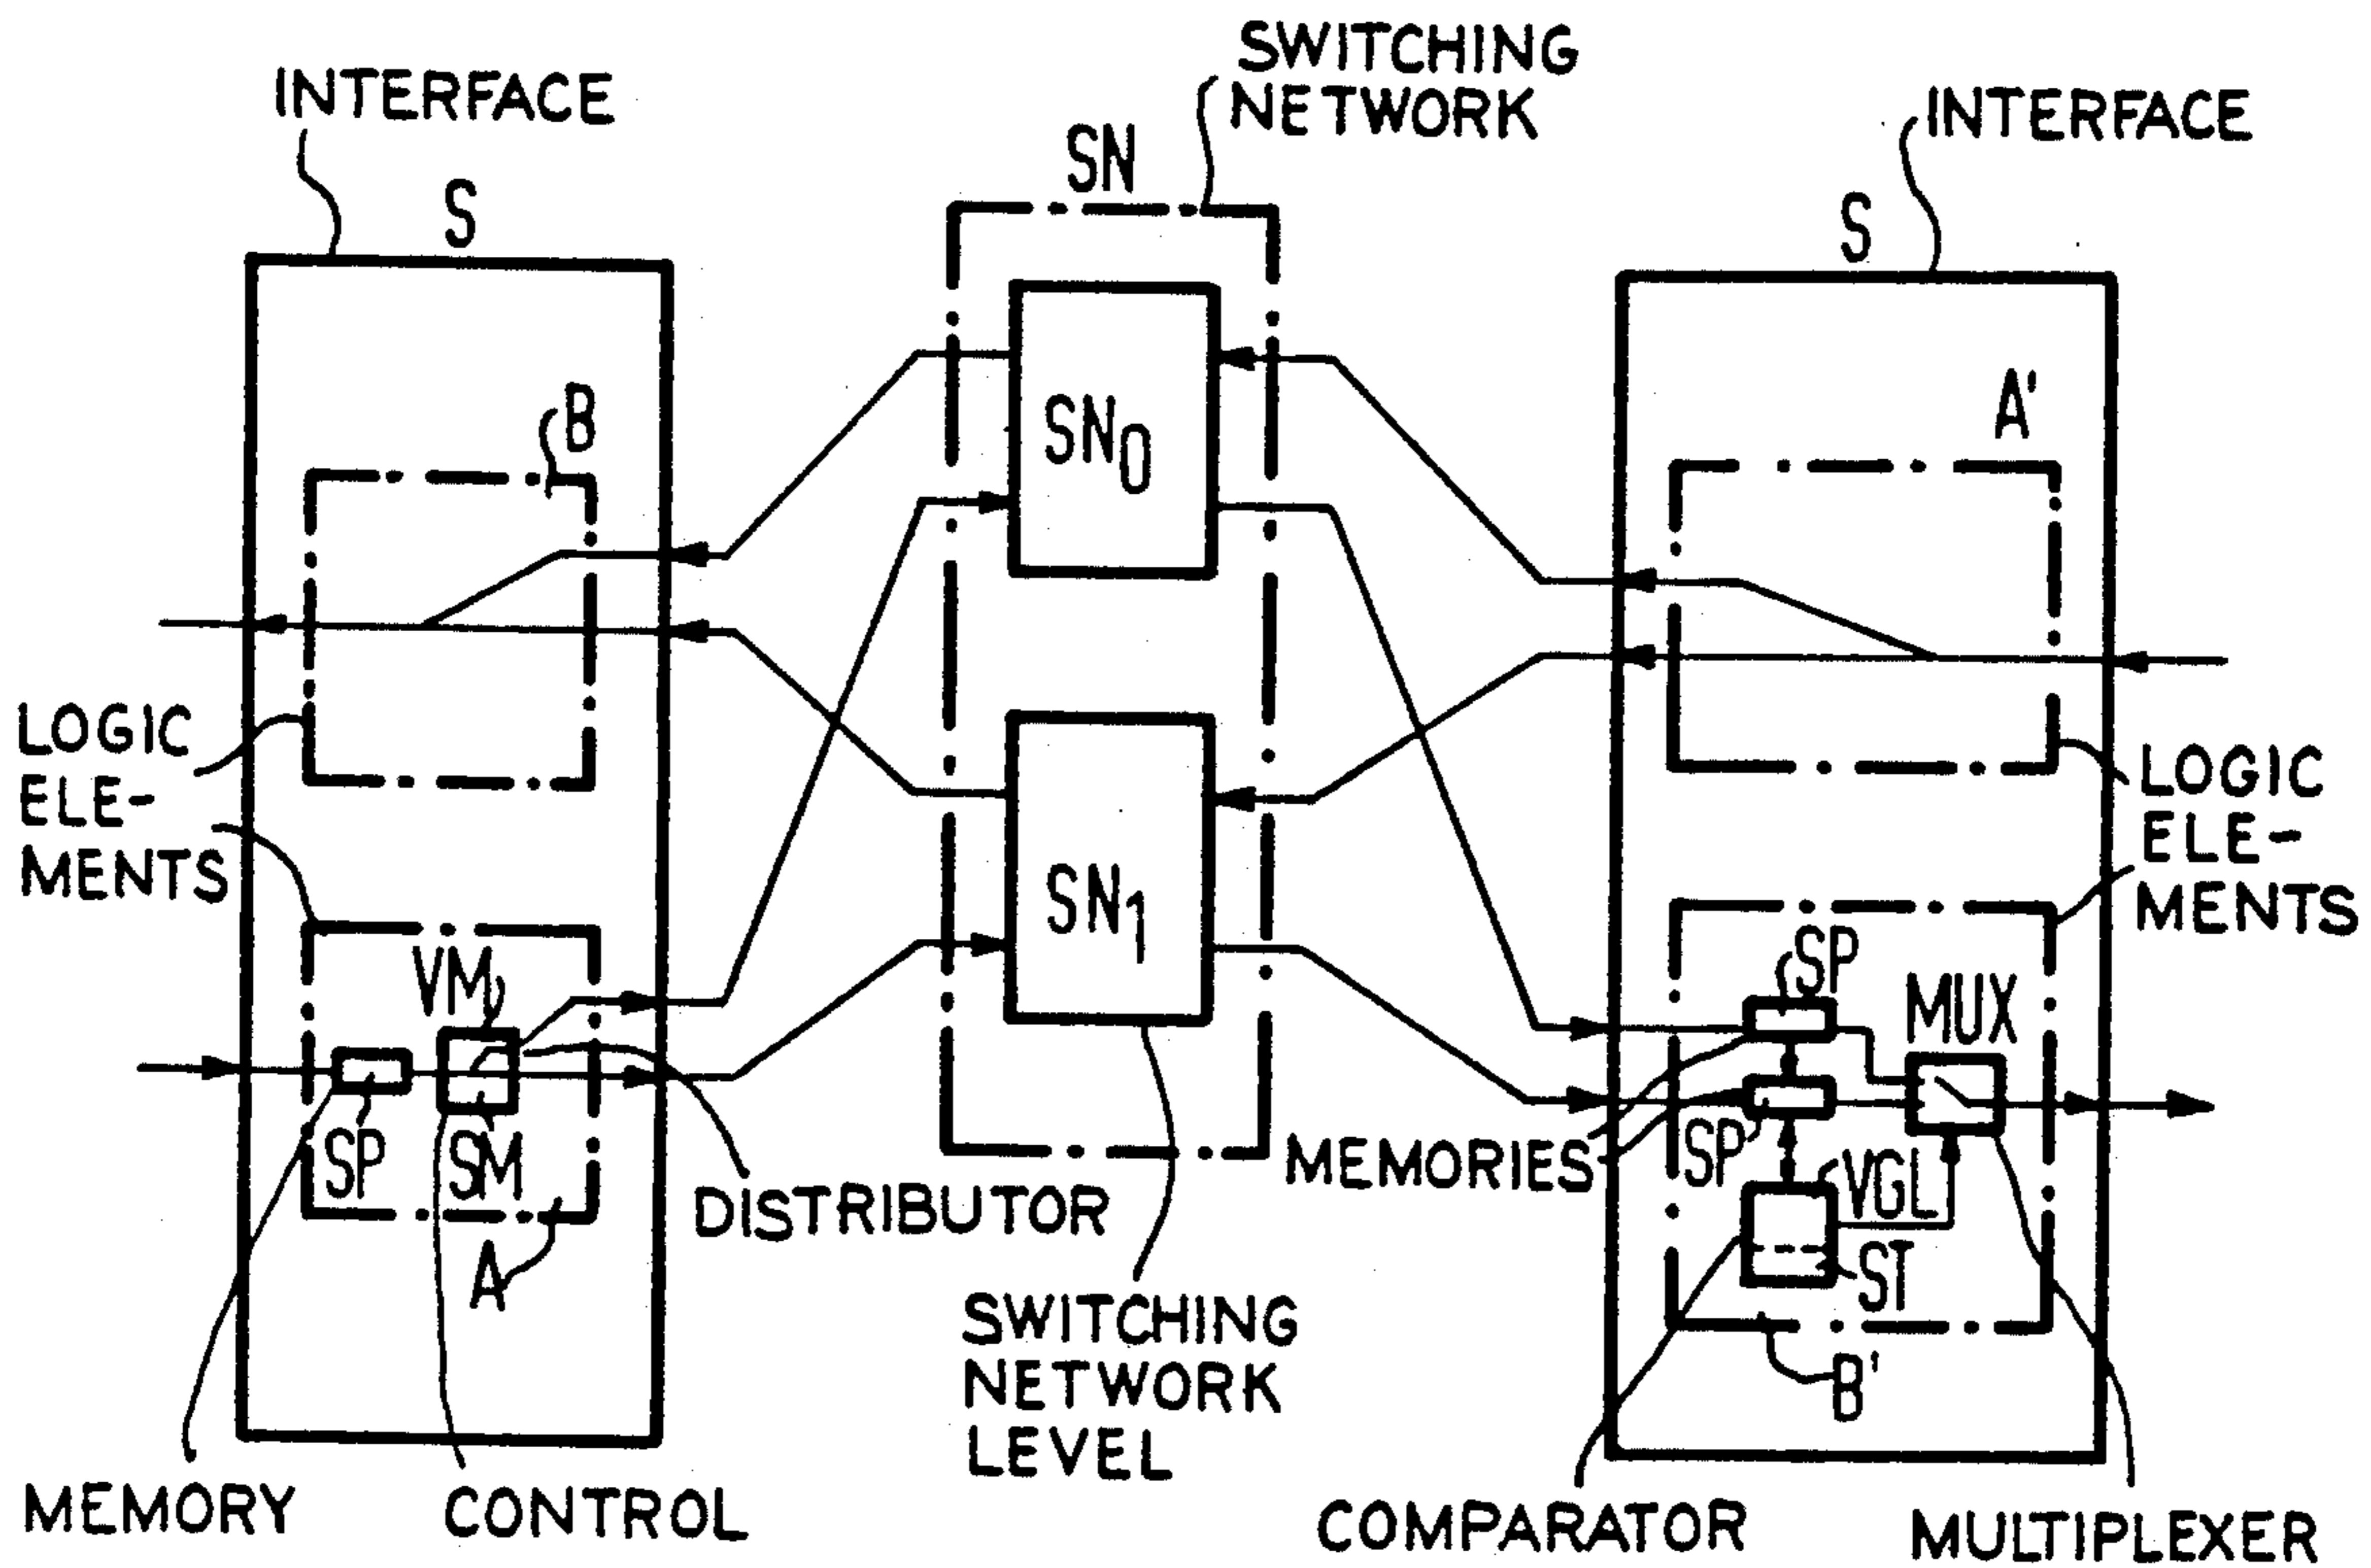 INTERFACE
S
SWITCHING
NETWORK
SN
INTERFACE
S
B
SN0
A'
LOGIC
ELE-
MENTS
SN1
LOGIC
ELE-
MENTS
VM
SP
SM
A
DISTRIBUTOR
MEMORIES
SP
MUX
SP'
VGL
ST
B'
SWITCHING
NETWORK
LEVEL
MEMORY
CONTROL
COMPARATOR
MULTIPLEXER